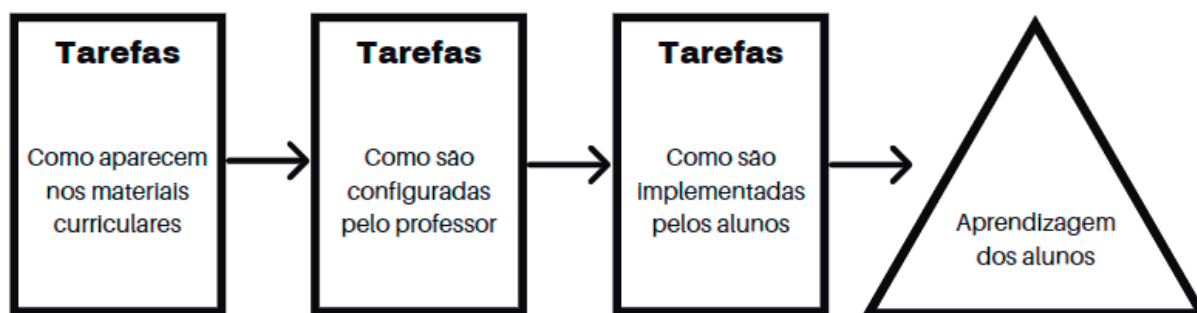 Tarefas
Como aparecem
nos materiais
curriculares
Tarefas
Como são
configuradas
pelo professor
Tarefas
Como são
implementadas
pelos alunos
Aprendizagem
dos alunos